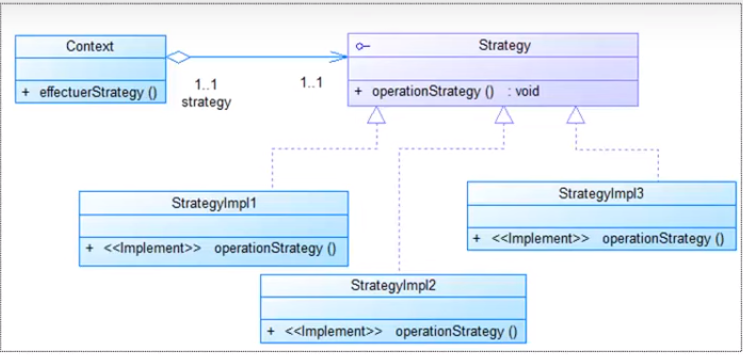 Context
+ effectuerStrategy ()
1..1
strategy
1..1
Strategy
+ operationStrategy () : void
StrategyImpl1
+ <<Implement>> operationStrategy ()
StrategyImpl3
+ <<Implement>> operationStrategy ()
StrategyImpl2
+ <<Implement>> operationStrategy ()